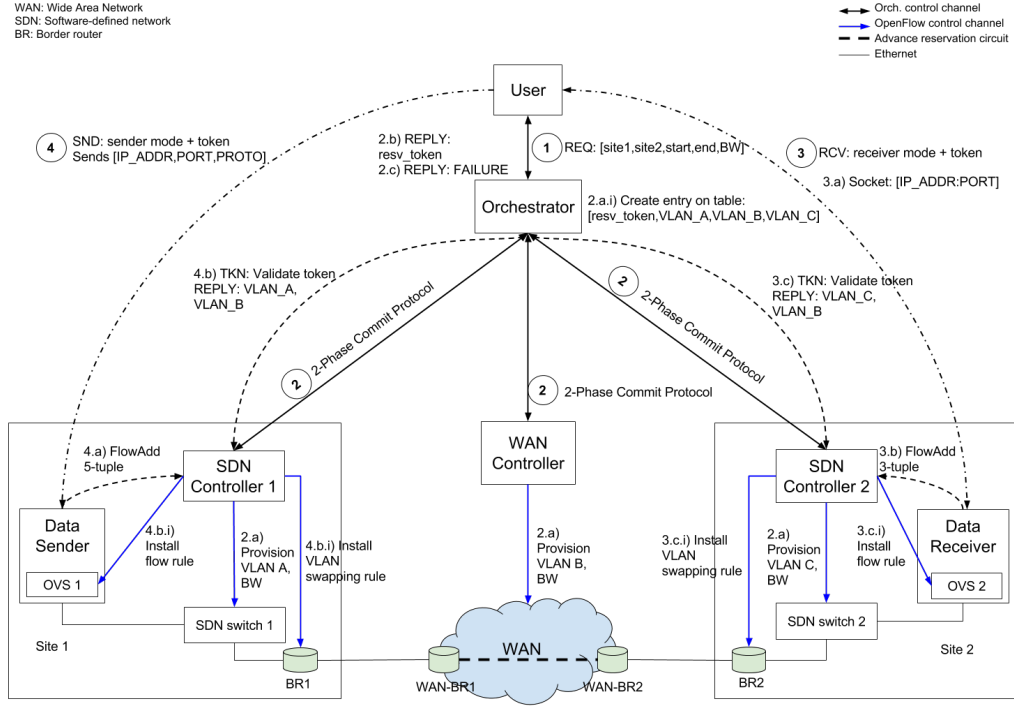 WAN: Wide Area Network
SDN: Software-defined network
BR: Border router
Orch. control channel
OpenFlow control channel
Advance reservation circuit
Ethernet
User
4
SND: sender mode + token
Sends [IP_ADDR,PORT,PROTO]
2.b) REPLY:
resv_token
2.c) REPLY: FAILURE
1
REQ: [site1,site2,start,end,BW]
3
RCV: receiver mode + token
3.a) Socket: [IP_ADDR:PORT]
Orchestrator
2.a.i) Create entry on table:
[resv_token,VLAN_A,VLAN_B,VLAN_C]
4.b) TKN: Validate token
REPLY: VLAN_A,
VLAN_B
3.c) TKN: Validate token
REPLY: VLAN_C,
VLAN_B
2
2-Phase Commit Protocol
2
2-Phase Commit Protocol
2
2-Phase Commit Protocol
4.a) FlowAdd
5-tuple
SDN
Controller 1
WAN
Controller
SDN
Controller 2
3.b) FlowAdd
3-tuple
Data
Sender
OVS 1
4.b.i)
Install
flow rule
2.a)
Provision
VLAN A,
BW
4.b.i) Install
VLAN
swapping rule
2.a)
Provision
VLAN B,
BW
3.c.i) Install
VLAN
swapping rule
2.a)
Provision
VLAN C,
BW
3.c.i)
Install
flow rule
Data
Receiver
OVS 2
SDN switch 1
SDN switch 2
Site 1
Site 2
WAN
BR1
WAN-BR1
WAN-BR2
BR2